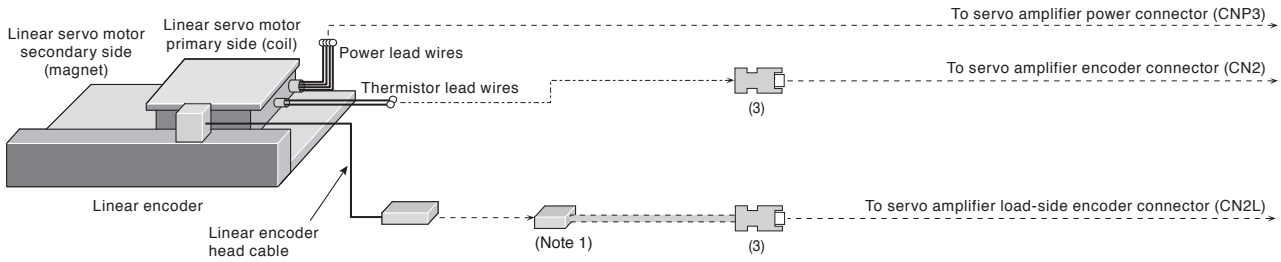 To servo amplifier power connector (CNP3)
Linear servo motor
primary side (coil)
Linear servo motor
secondary side
(magnet)
Power lead wires
Thermistor lead wires
To servo amplifier encoder connector (CN2)
(3)
Linear encoder
Linear encoder
head cable
(Note 1)
(3)
To servo amplifier load-side encoder connector (CN2L)